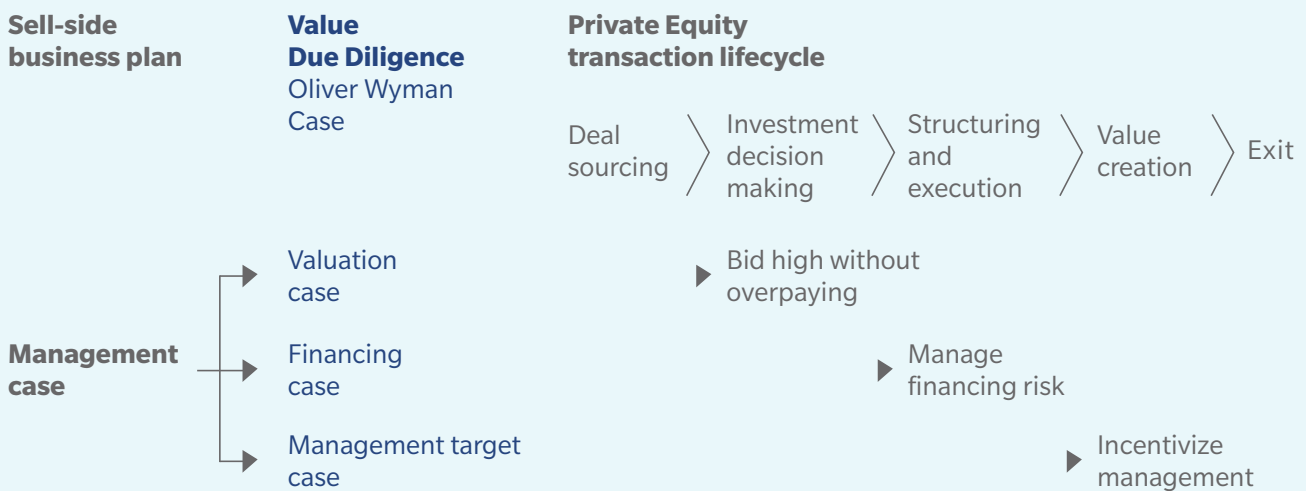 Sell-side
business plan
Value
Due Diligence
Oliver Wyman
Case
Private Equity
transaction lifecycle
Deal
sourcing
Investment
decision
making
Structuring
and
execution
Value
creation
Exit
Management
case
Valuation
case
Bid high without
overpaying
Financing
case
Manage
financing risk
Management target
case
Incentivize
management